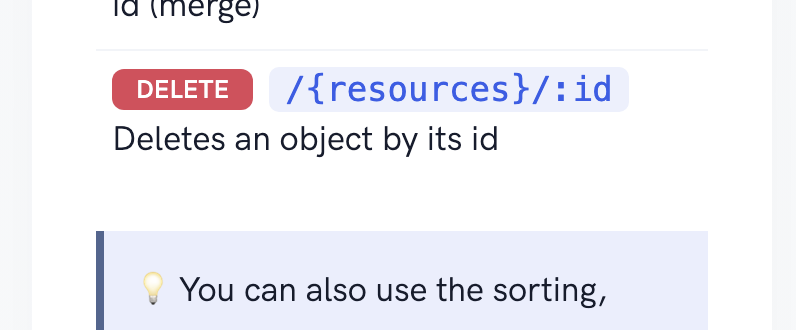 id (merge)
DELETE /{resources}/:id
Deletes an object by its id
💡 You can also use the sorting,